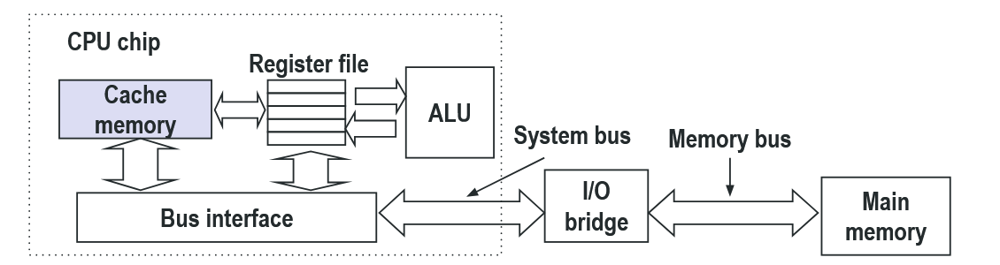 CPU chip
Register file
Cache
memory
ALU
System bus
Memory bus
Bus interface
I/O
bridge
Main
memory